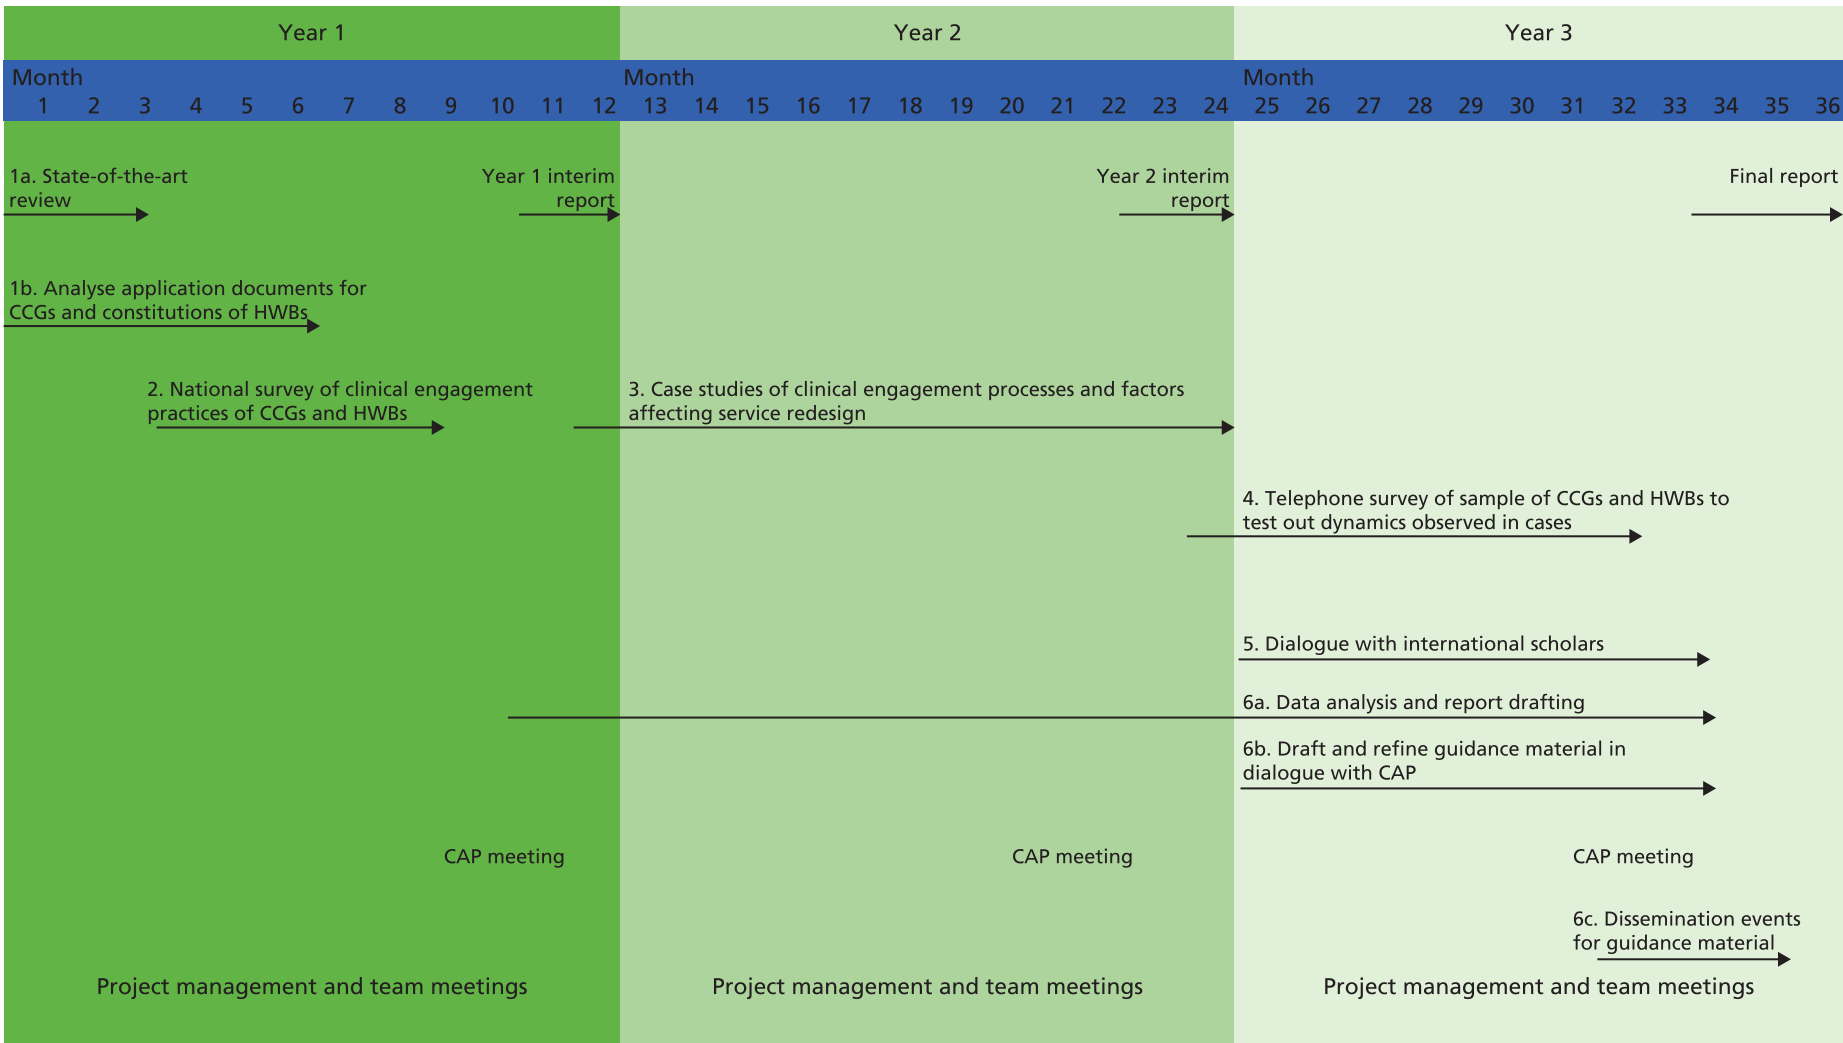 Year 1 Year 2 Year 3
Month Month Month
1 2 3 4 5 6 7 8 9 10 11 12 13 14 15 16 17 18 19 20 21 22 23 24 25 26 27 28 29 30 31 32 33 34 35 36
1a. State-of-the-art
review
Year 1 interim
report
Year 2 interim
report
Final report
1b. Analyse application documents for
CCGs and constitutions of HWBs
2. National survey of clinical engagement
practices of CCGs and HWBs
3. Case studies of clinical engagement processes and factors
affecting service redesign
4. Telephone survey of sample of CCGs and HWBs to
test out dynamics observed in cases
5. Dialogue with international scholars
6a. Data analysis and report drafting
6b. Draft and refine guidance material in
dialogue with CAP
CAP meeting CAP meeting CAP meeting
6c. Dissemination events
for guidance material
Project management and team meetings Project management and team meetings Project management and team meetings